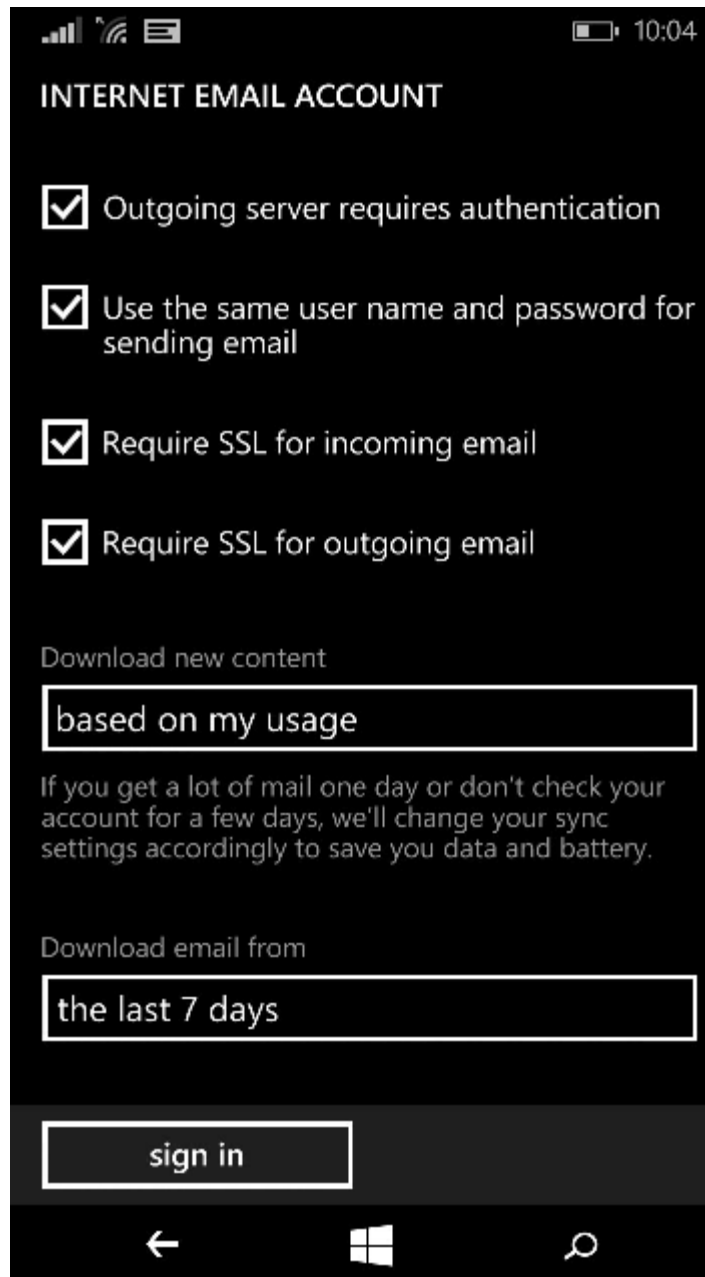 10:04
INTERNET EMAIL ACCOUNT
Outgoing server requires authentication
Use the same user name and password for
sending email
Require SSL for incoming email
Require SSL for outgoing email
Download new content
based on my usage
If you get a lot of mail one day or don't check your
account for a few days, we'll change your sync
settings accordingly to save you data and battery.
Download email from
the last 7 days
sign in